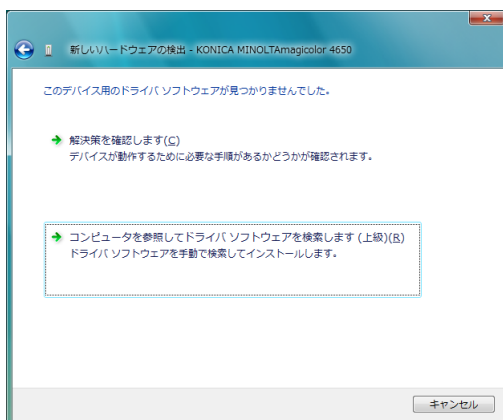 新しいハードウェアの検出 - KONICA MINOLTAmagicolor 4650
このデバイス用のドライバ ソフトウェアが見つかりませんでした。
解決策を確認します(C)
デバイスが動作するために必要な手順があるかどうかが確認されます。
コンピュータを参照してドライバ ソフトウェアを検索します (上級)(R)
ドライバ ソフトウェアを手動で検索してインストールします。
キャンセル